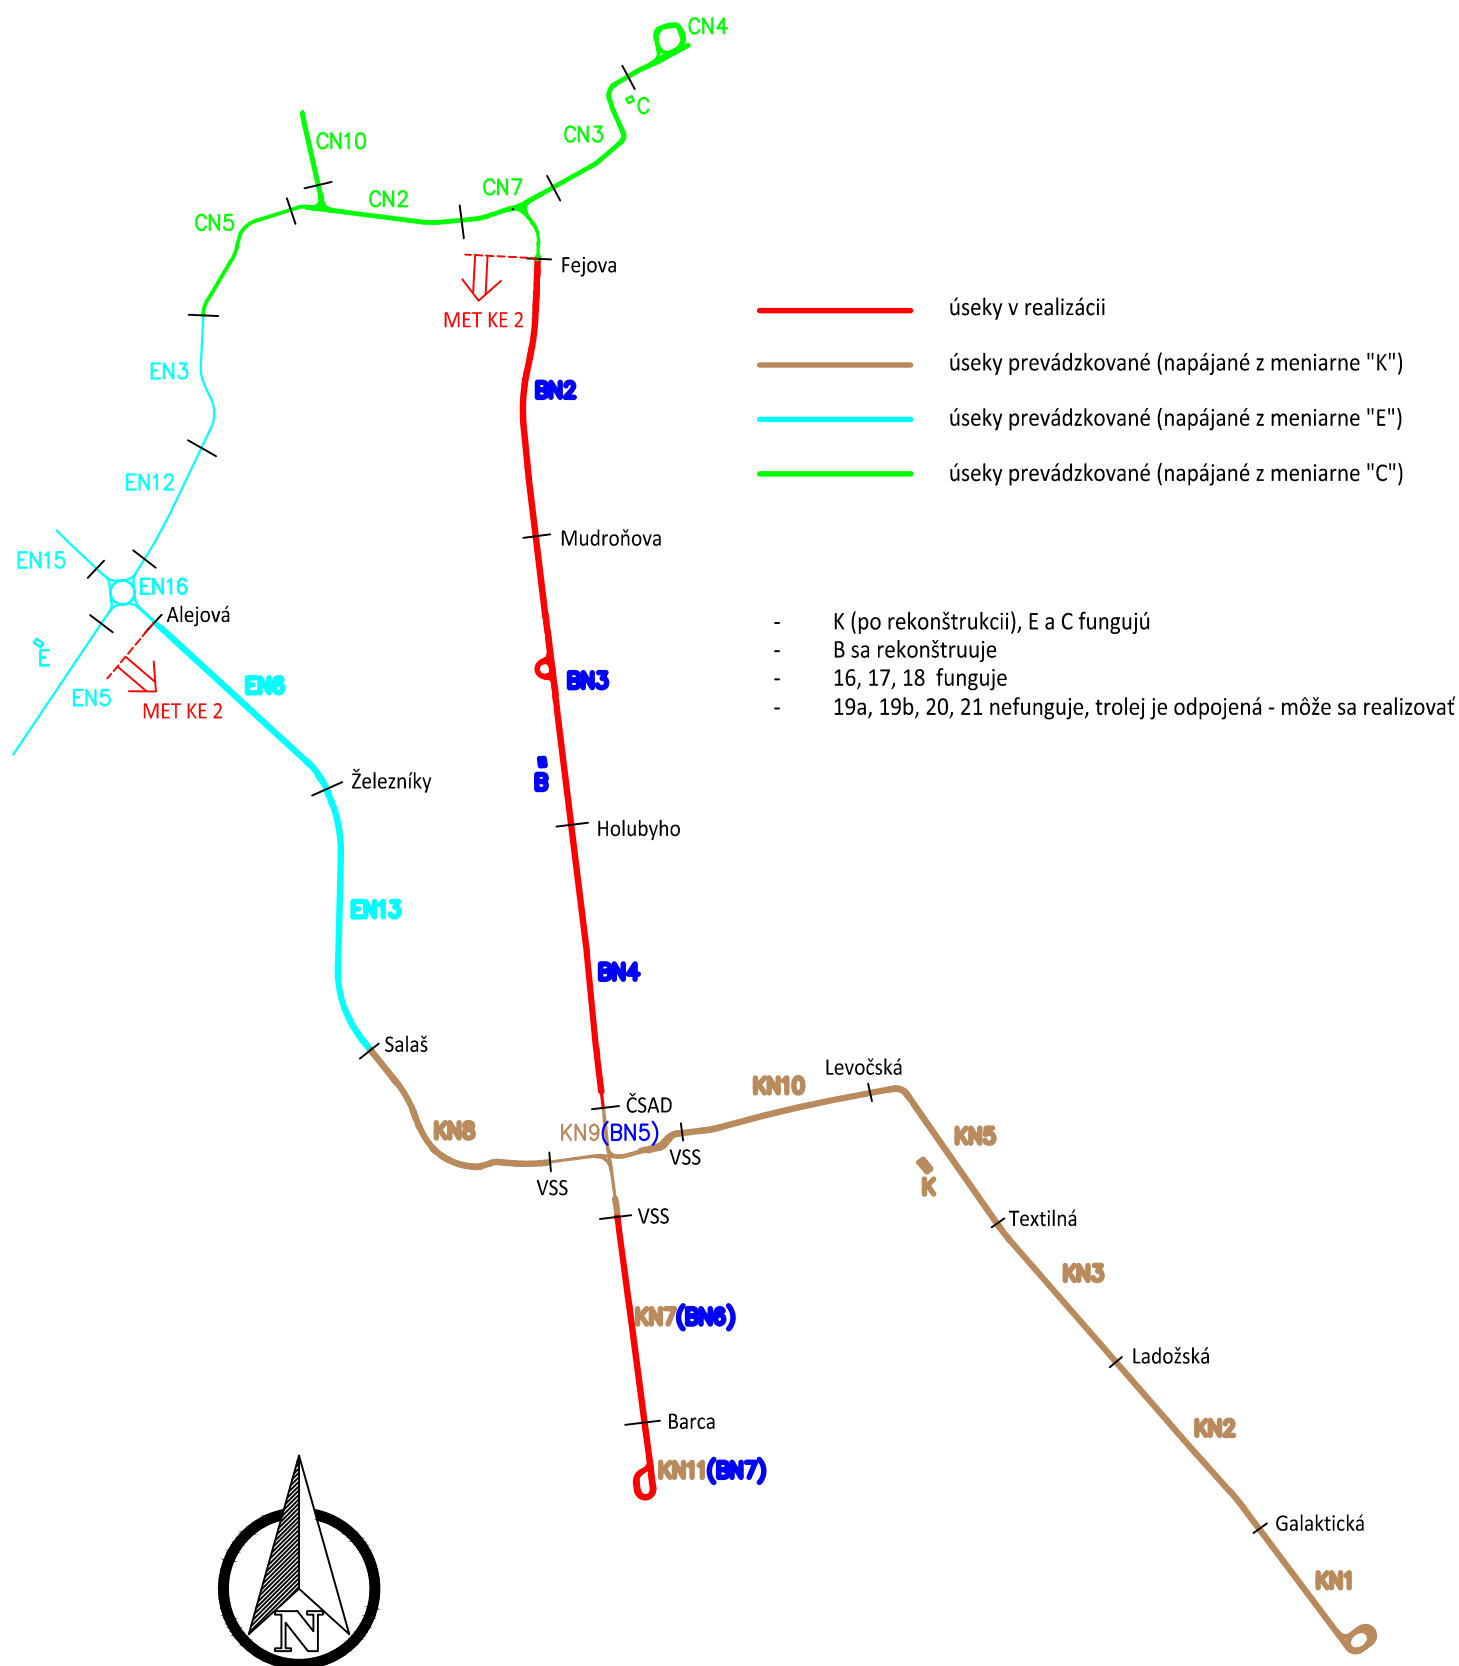 CN4
C
CN10
CN3
CN2
CN7
CN5
Fejova
MET KE 2
úseky v realizácii
EN3
úseky prevádzkované (napájané z meniarne "K")
BN2
úseky prevádzkované (napájané z meniarne "E")
úseky prevádzkované (napájané z meniarne "C")
EN12
Mudroňova
EN15
EN16
Alejová
- K (po rekonštrukcii), E a C fungujú
- B sa rekonštruuje
- 16, 17, 18 funguje
- 19a, 19b, 20, 21 nefunguje, trolej je odpojená - môže sa realizovať
E
EN5
EN6
BN3
MET KE 2
Železníky
B
Holubyho
EN13
BN4
Salaš
Levočská
KN10
ČSAD
KN8
KN9(BN5)
KN5
VSS
VSS
K
VSS
Textilná
KN3
KN7(BN6)
Ladožská
Barca
KN2
KN11(BN7)
Galaktická
KN1
N